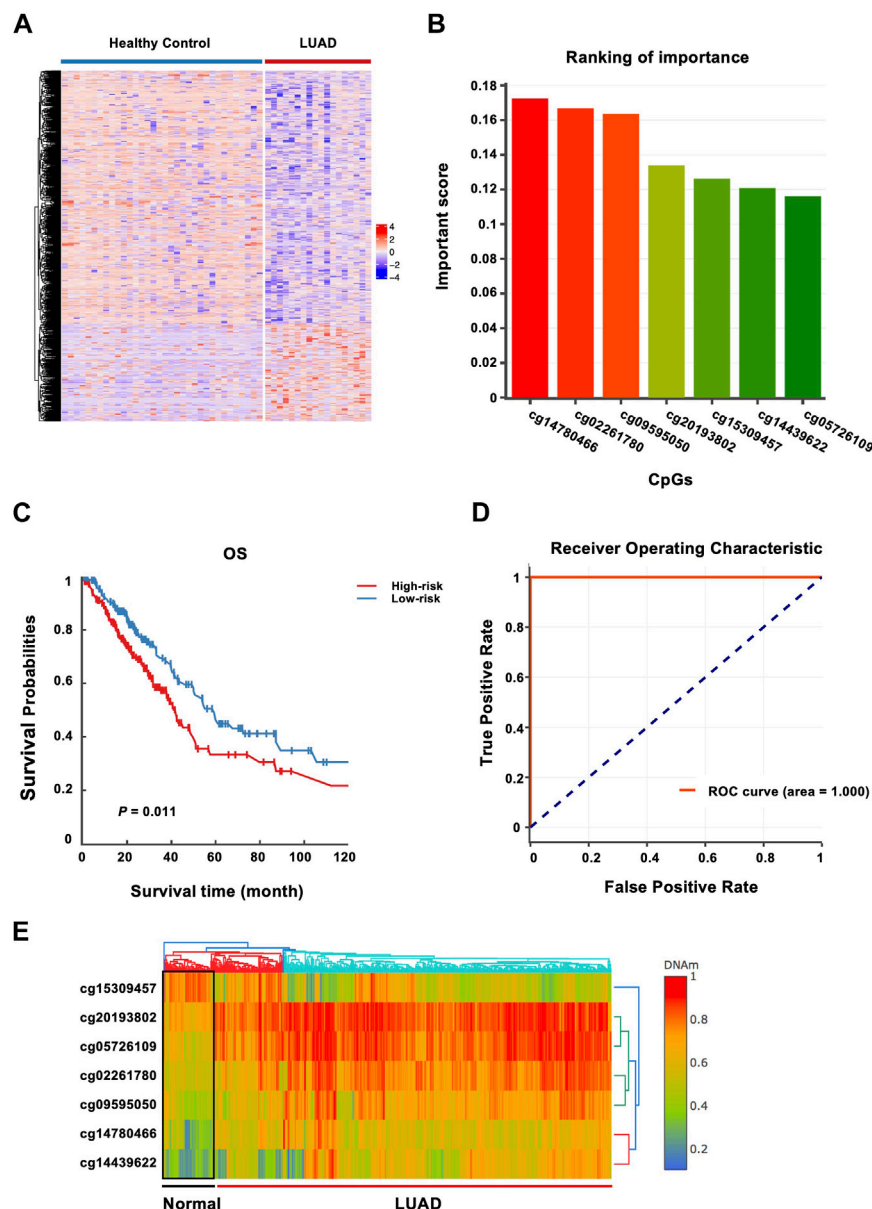 A
Healthy Control
LUAD
4
2
0
−2
−4
B
Ranking of importance
0.18
0.16
0.14
0.12
0.1
0.08
0.06
0.04
0.02
0
Important score
cg14780466
cg02261780
cg09595050
cg20193802
cg15309457
cg14439622
cg05726109
CpGs
C
OS
High-risk
Low-risk
1
0.8
0.6
0.4
0.2
0
Survival Probabilities
P = 0.011
0 20 40 60 80 100 120
Survival time (month)
D
Receiver Operating Characteristic
1
0.8
0.6
0.4
0.2
0
True Positive Rate
ROC curve (area = 1.000)
0 0.2 0.4 0.6 0.8 1
False Positive Rate
E
cg15309457
cg20193802
cg05726109
cg02261780
cg09595050
cg14780466
cg14439622
Normal
LUAD
DNAm
1
0.8
0.6
0.4
0.2